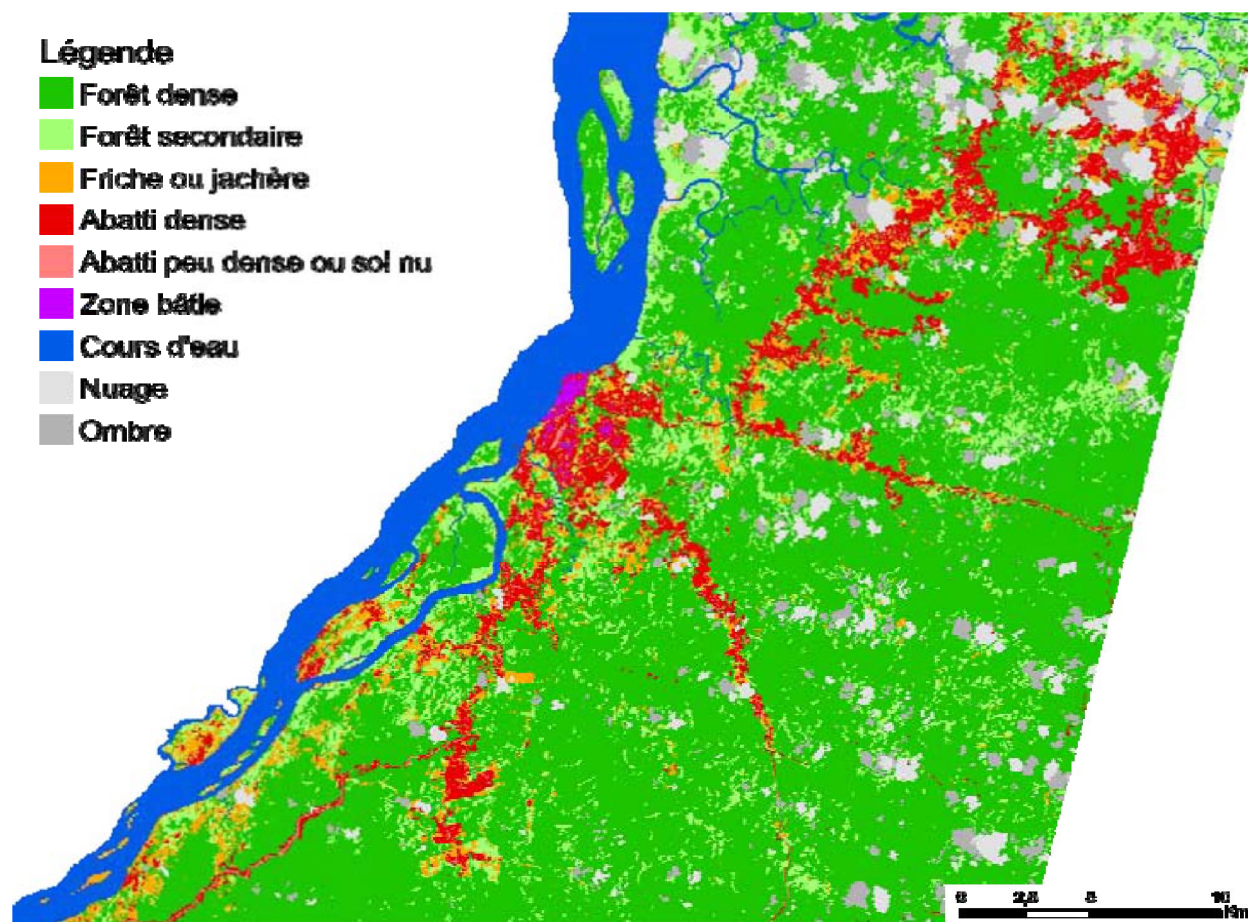 Légende
Forêt dense
Forêt secondaire
Friche ou jachère
Abatti dense
Abatti peu dense ou sol nu
Zone bâtie
Cours d'eau
Nuage
Ombre
0 2,5 5 10
Km